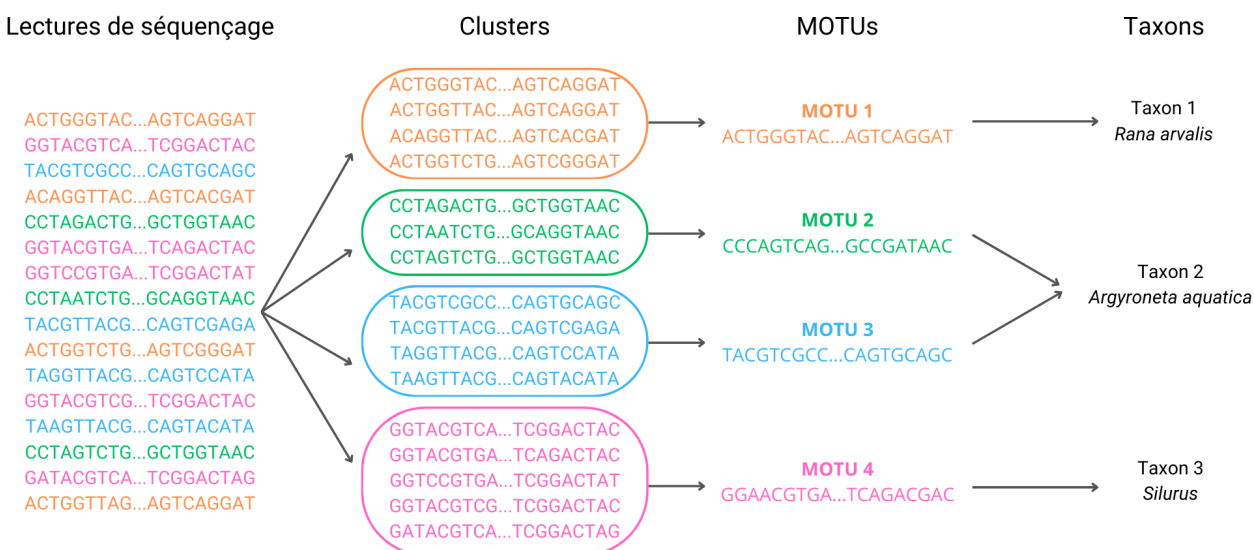 Lectures de séquençage
ACTGGGTAC...AGTCAGGAT
GGTACGTCA...TCGGACTAC
TACGTCGCC...CAGTGCAGC
ACAGGTTAC...AGTCACGAT
CCTAGACTG...GCTGGTAAC
GGTACGTGA...TCAGACTAC
GGTCCGTGA...TCGGACTAT
CCTAATCTG...GCAGGTAAC
TACGTTACG...CAGTCGAGA
ACTGGTCTG...AGTCGGGAT
TAGGTTACG...CAGTCCATA
GGTACGTCG...TCGGACTAC
TAAGTTACG...CAGTACATA
CCTAGTCTG...GCTGGTAAC
GATACGTCA...TCGGACTAG
ACTGGTTAG...AGTCAGGAT
Clusters
ACTGGGTAC...AGTCAGGAT
ACTGGTTAC...AGTCAGGAT
ACAGGTTAC...AGTCACGAT
ACTGGTCTG...AGTCGGGAT
CCTAGACTG...GCTGGTAAC
CCTAATCTG...GCAGGTAAC
CCTAGTCTG...GCTGGTAAC
TACGTCGCC...CAGTGCAGC
TACGTTACG...CAGTCGAGA
TAGGTTACG...CAGTCCATA
TAAGTTACG...CAGTACATA
GGTACGTCA...TCGGACTAC
GGTACGTGA...TCAGACTAC
GGTCCGTGA...TCGGACTAT
GGTACGTCG...TCGGACTAC
GATACGTCA...TCGGACTAG
MOTUs
MOTU 1
ACTGGGTAC...AGTCAGGAT
MOTU 2
CCCAGTCAG...GCCGATAAC
MOTU 3
TACGTCGCC...CAGTGCAGC
MOTU 4
GGAACGTGA...TCAGACGAC
Taxons
Taxon 1
Rana arvalis
Taxon 2
Argyroneta aquatica
Taxon 3
Silurus